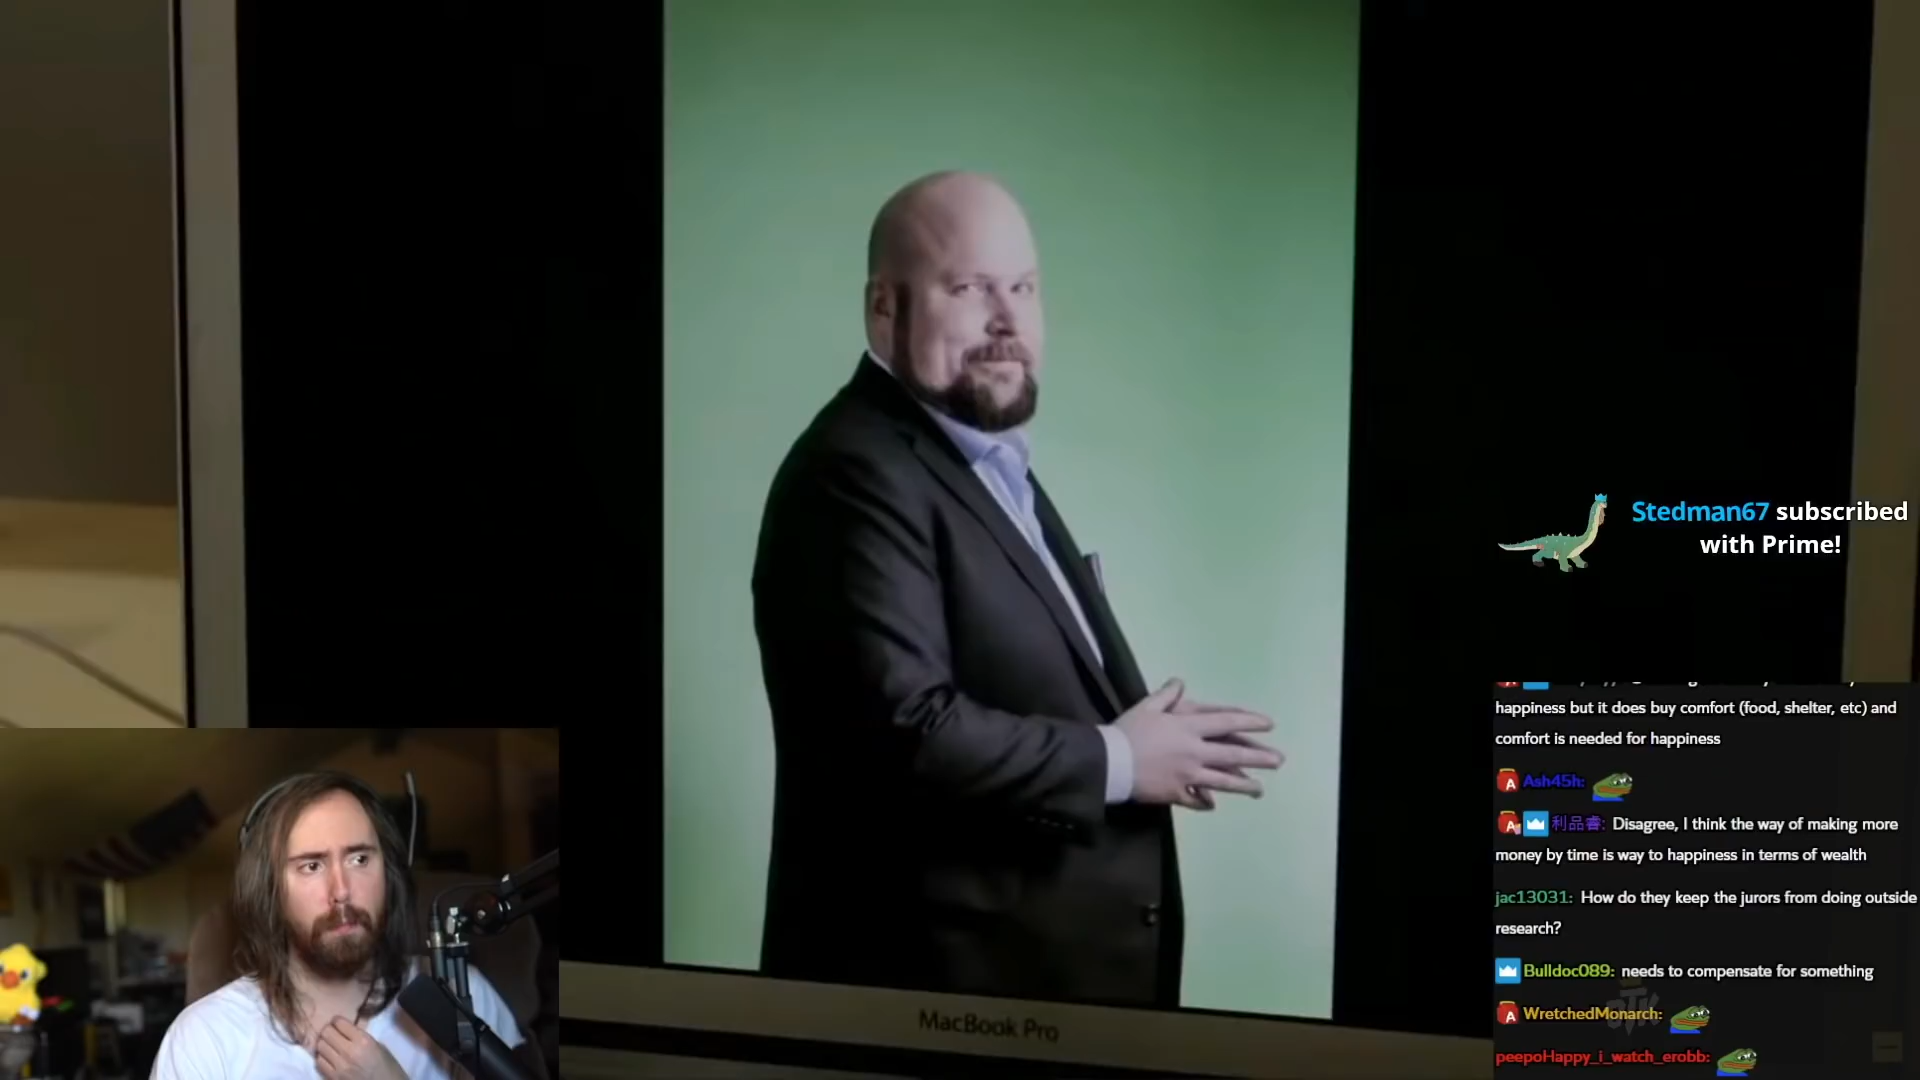 Stedman67 subscribed
with Prime!
happiness but it does buy comfort (food, shelter, etc) and
comfort is needed for happiness
Ash45h:
利品睿: Disagree, I think the way of making more
money by time is way to happiness in terms of wealth
jac13031: How do they keep the jurors from doing outside
research?
Bulldoc089: needs to compensate for something
WretchedMonarch:
peepoHappy_i_watch_erobb:
MacBook Pro